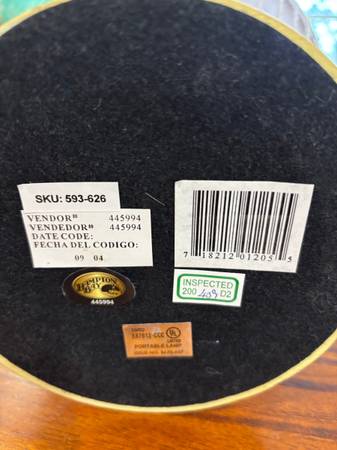 SKU: 593-626
VENDOR# 445994
VENDEDOR# 445994
DATE CODE:
FECHA DEL CODIGO:
09 04
HAMPTON
BAY
445994
7 18212 01205 5
INSPECTED
200 D2
UL
LISTED
PORTABLE LAMP